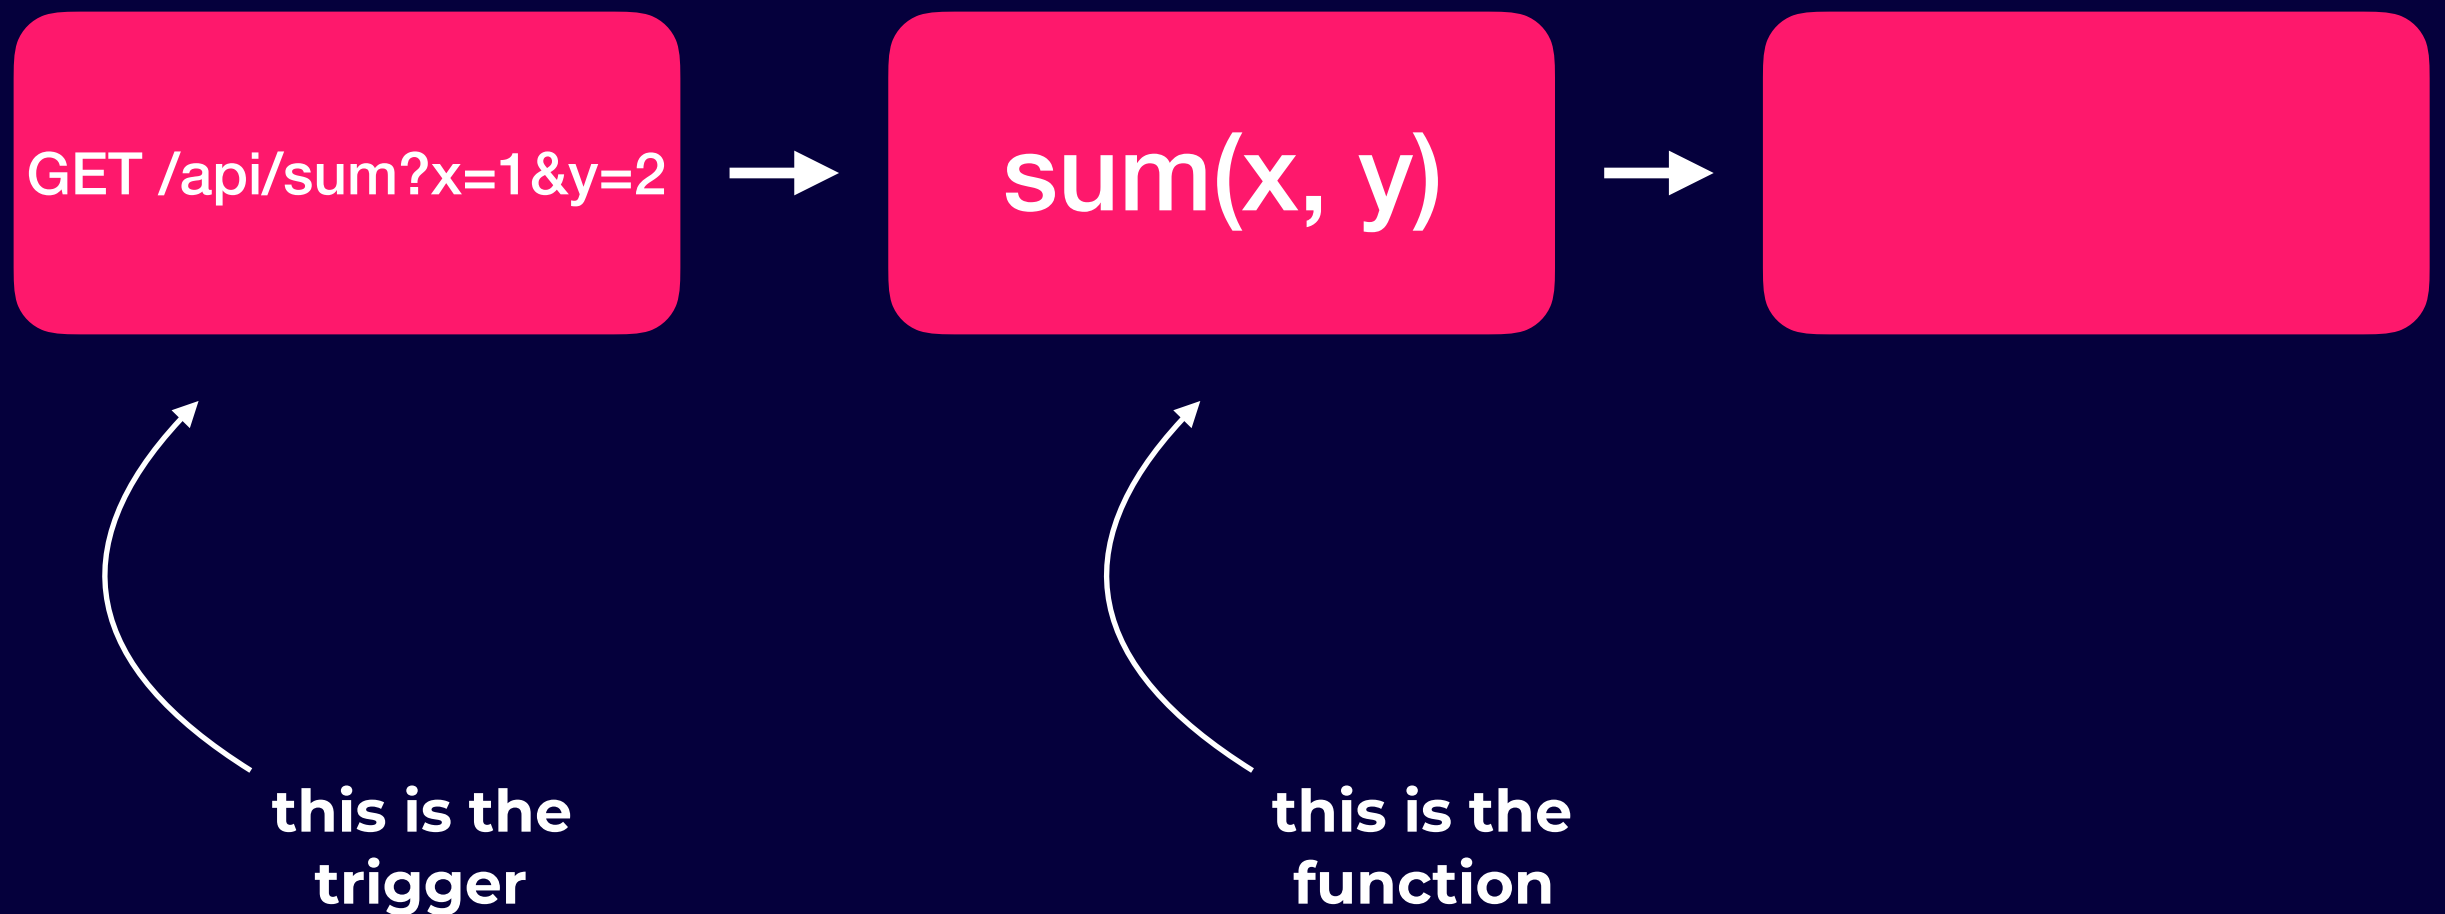 GET /api/sum?x=1&y=2
sum(x, y)
this is the
trigger
this is the
function